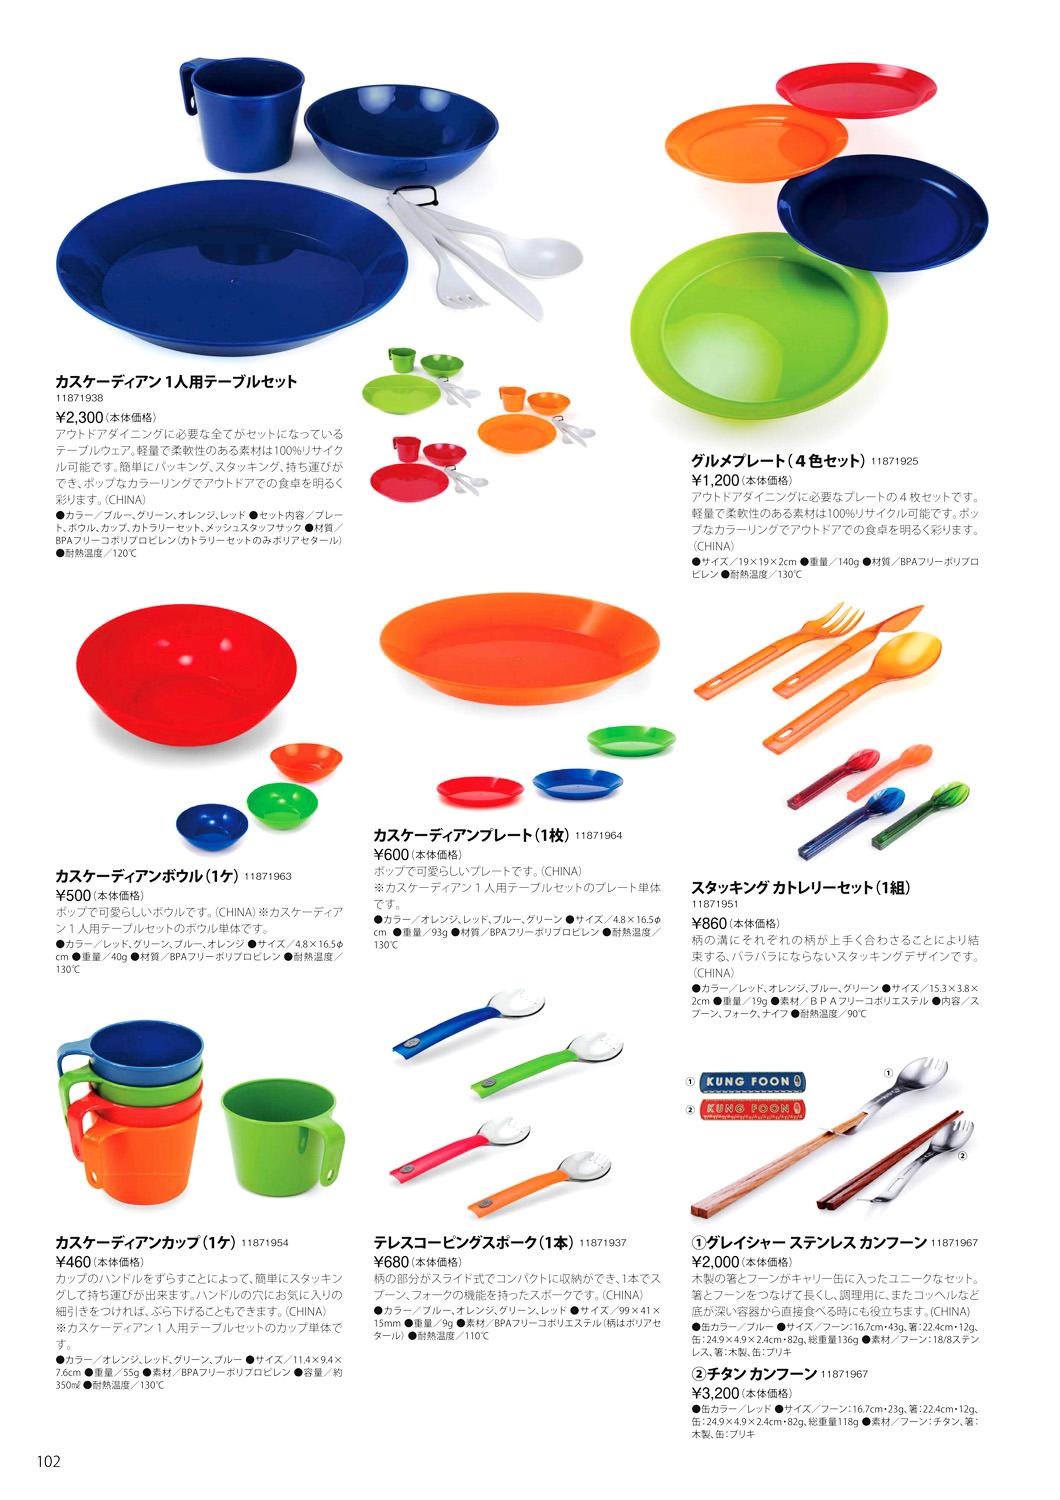 カスケーディアン 1人用テーブルセット
11871938
¥2,300(本体価格)
アウトドアダイニングに必要な全てがセットになっている
テーブルウェア。軽量で柔軟性のある素材は100%リサイク
ル可能です。簡単にパッキング、スタッキング、持ち運びが
でき、ポップなカラーリングでアウトドアでの食卓を明るく
彩ります。(CHINA)
●カラー／ブルー、グリーン、オレンジ、レッド ●セット内容／プレー
ト、ボウル、カップ、カトラリーセット、メッシュスタッフサック ●材質／
BPAフリーコポリプロピレン(カトラリーセットのみポリアセタール)
●耐熱温度／120℃
グルメプレート(４色セット) 11871925
¥1,200(本体価格)
アウトドアダイニングに必要なプレートの４枚セットです。
軽量で柔軟性のある素材は100%リサイクル可能です。ポッ
プなカラーリングでアウトドアでの食卓を明るく彩ります。
(CHINA)
●サイズ／19×19×2cm ●重量／140g ●材質／BPAフリーポリプロ
ピレン ●耐熱温度／130℃
カスケーディアンボウル(1ケ) 11871963
¥500(本体価格)
ポップで可愛らしいボウルです。(CHINA)※カスケーディア
ン１人用テーブルセットのボウル単体です。
●カラー／レッド、グリーン、ブルー、オレンジ ●サイズ／4.8×16.5φ
cm ●重量／40g ●材質／BPAフリーポリプロピレン ●耐熱温度／
130℃
カスケーディアンプレート(1枚) 11871964
¥600(本体価格)
ポップで可愛らしいプレートです。(CHINA)
※カスケーディアン１人用テーブルセットのプレート単体
です。
●カラー／オレンジ、レッド、ブルー、グリーン ●サイズ／4.8×16.5φ
cm ●重量／93g ●材質／BPAフリーポリプロピレン ●耐熱温度／
130℃
スタッキング カトレリーセット(1組)
11871951
¥860(本体価格)
柄の溝にそれぞれの柄が上手く合わさることにより結
束する、バラバラにならないスタッキングデザインです。
(CHINA)
●カラー／レッド、オレンジ、ブルー、グリーン ●サイズ／15.3×3.8×
2cm ●重量／19g ●素材／ＢＰＡフリーコポリエステル ●内容／ス
プーン、フォーク、ナイフ ●耐熱温度／90℃
カスケーディアンカップ(1ケ) 11871954
¥460(本体価格)
カップのハンドルをずらすことによって、簡単にスタッキン
グして持ち運びが出来ます。ハンドルの穴にお気に入りの
細引きをつければ、ぶら下げることもできます。(CHINA)
※カスケーディアン１人用テーブルセットのカップ単体で
す。
●カラー／オレンジ、レッド、グリーン、ブルー ●サイズ／11.4×9.4×
7.6cm ●重量／55g ●素材／BPAフリーポリプロピレン ●容量／約
350㎖ ●耐熱温度／130℃
テレスコーピングスポーク(1本) 11871937
¥680(本体価格)
柄の部分がスライド式でコンパクトに収納ができ、1本でス
プーン、フォークの機能を持ったスポークです。(CHINA)
●カラー／ブルー、オレンジ、グリーン、レッド ●サイズ／99×41×
15mm ●重量／9g ●素材／BPAフリーコポリエステル(柄はポリアセ
タール) ●耐熱温度／110℃
① KUNG FOON
② KUNG FOON
①
②
①グレイシャー ステンレス カンフーン 11871967
¥2,000(本体価格)
木製の箸とフーンがキャリー缶に入ったユニークなセット。
箸とフーンをつなげて長くし、調理用に、またコッヘルなど
底が深い容器から直接食べる時にも役立ちます。(CHINA)
●缶カラー／ブルー ●サイズ／フーン:16.7cm・43g、箸:22.4cm・12g、
缶:24.9×4.9×2.4cm・82g、総重量136g ●素材／フーン:18/8ステン
レス、箸:木製、缶:ブリキ
②チタン カンフーン 11871967
¥3,200(本体価格)
●缶カラー／レッド ●サイズ／フーン:16.7cm・23g、箸:22.4cm・12g、
缶:24.9×4.9×2.4cm・82g、総重量118g ●素材／フーン:チタン、箸:
木製、缶:ブリキ
102